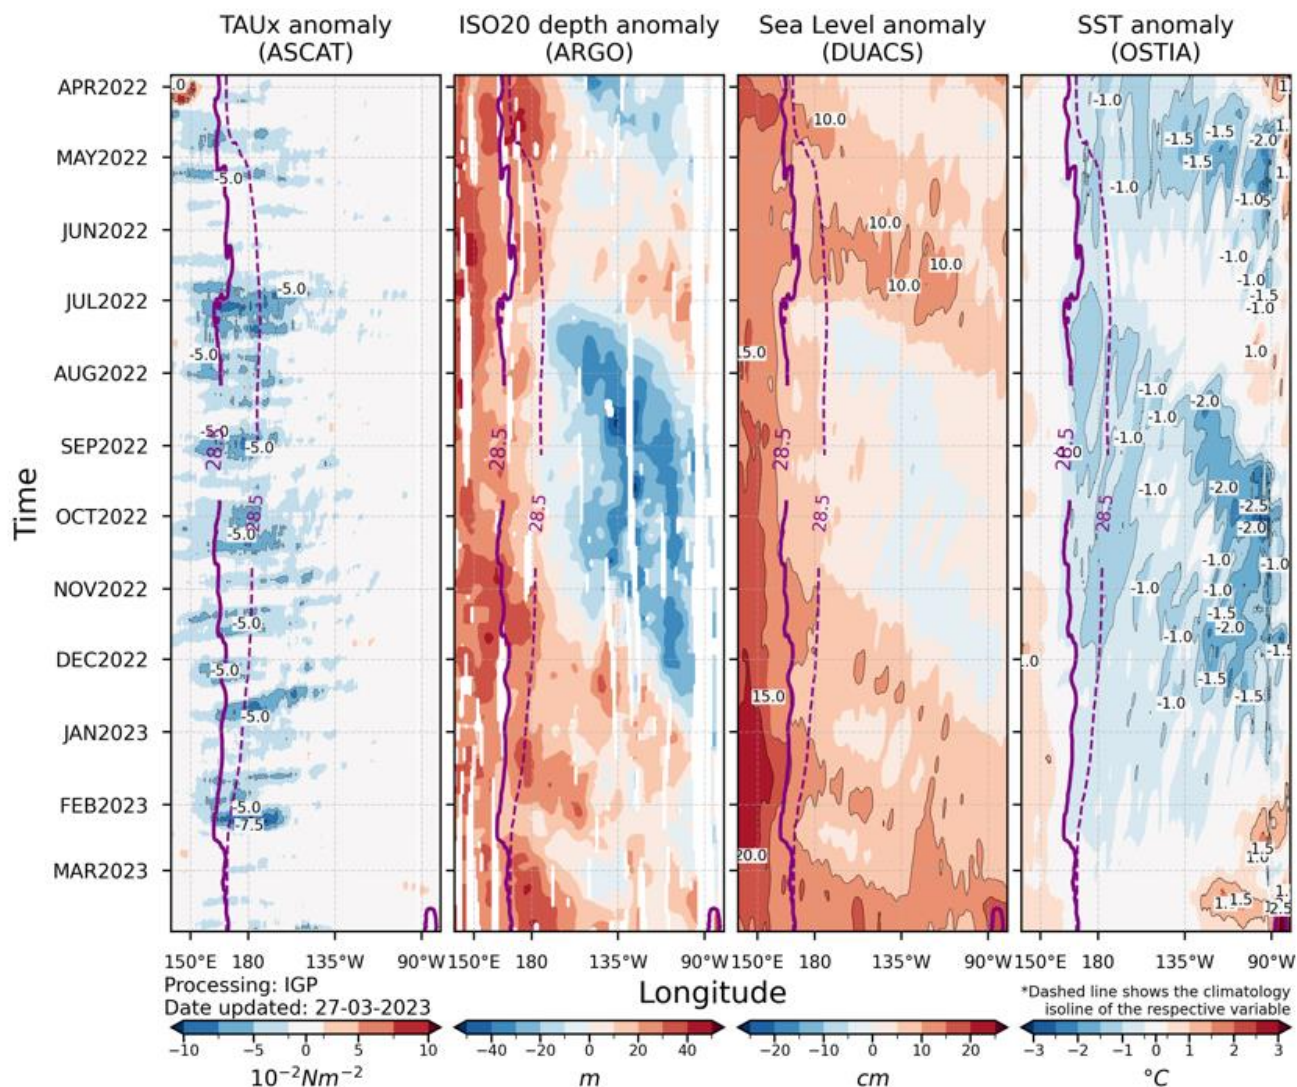 TAUx anomaly
(ASCAT)
ISO20 depth anomaly
(ARGO)
Sea Level anomaly
(DUACS)
SST anomaly
(OSTIA)
Time
APR2022
MAY2022
JUN2022
JUL2022
AUG2022
SEP2022
OCT2022
NOV2022
DEC2022
JAN2023
FEB2023
MAR2023
-5.0
-5.0
-5.0
-5.0
28.5
28.5
-5.0
-5.0
-5.0
-5.0
-5.0
-7.5
28.5
28.5
10.0
10.0
10.0
10.0
28.5
28.5
15.0
-1.0
-1.5
-1.5
-2.0
-1.5
-1.0
-1.0
-1.0
-1.5
-1.0
1.0
-1.0
-2.0
-1.0
-1.0
28.5
-1.0
-2.0
28.5
-2.5
-2.0
-1.0
-1.0
-1.0
-1.0
-1.5
-2.0
-1.0
-1.5
-1.5
-1.0
150°E 180 135°W 90°W
150°E 180 135°W 90°W
150°E 180 135°W 90°W
150°E 180 135°W 90°W
Longitude
Processing: IGP
Date updated: 27-03-2023
*Dashed line shows the climatology
isoline of the respective variable
−10 −5 0 5 10
10⁻²Nm⁻²
−40 −20 0 20 40
m
−20 −10 0 10 20
cm
−3 −2 −1 0 1 2 3
°C